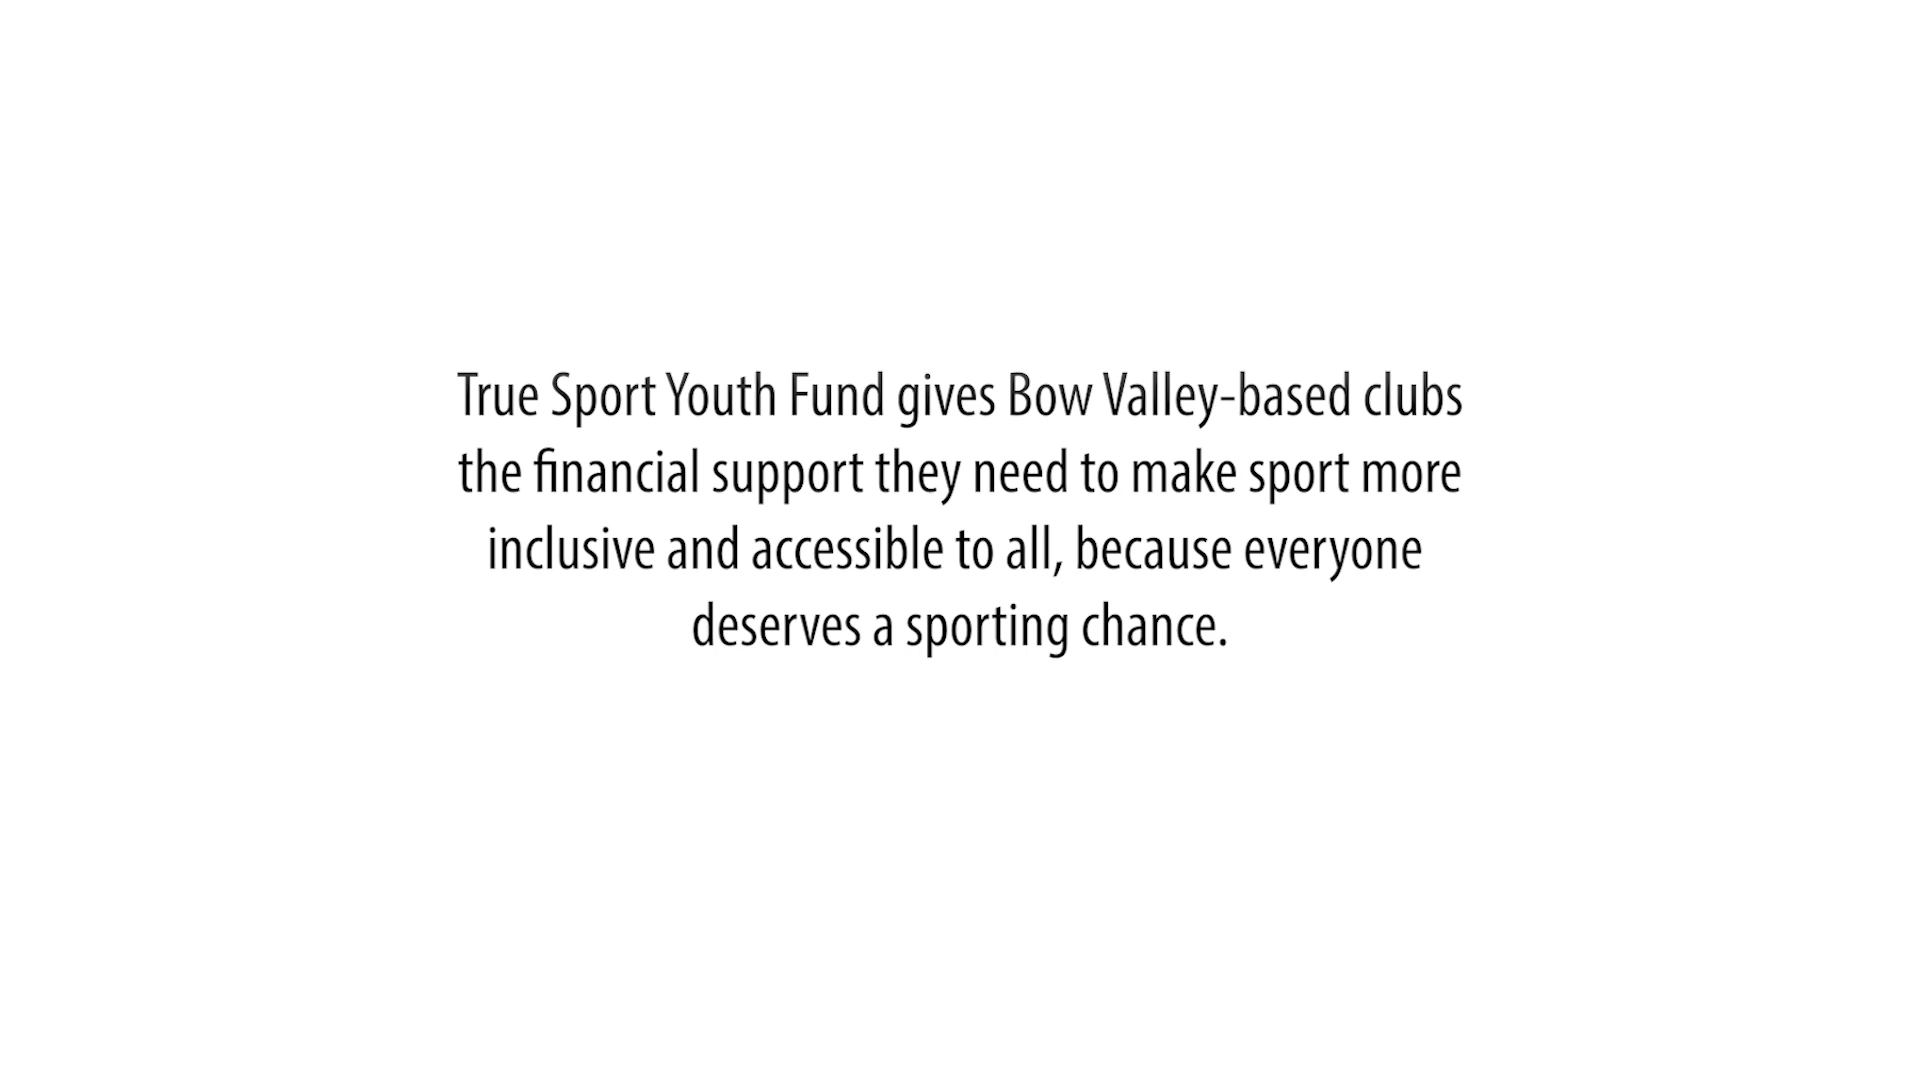 True Sport Youth Fund gives Bow Valley-based clubs
the financial support they need to make sport more
inclusive and accessible to all, because everyone
deserves a sporting chance.